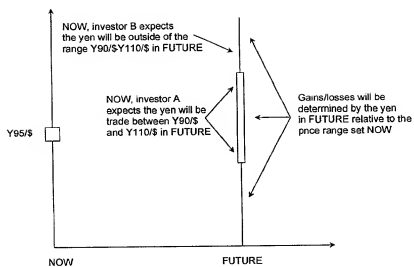 NOW, investor B expects
the yen will be outside of the
range Y90/$-Y110/$ in FUTURE
NOW, investor A
expects the yen will be
trade between Y90/$
and Y110/$ in FUTURE
Gains/losses will be
determined by the yen
in FUTURE relative to the
price range set NOW
Y95/$
NOW
FUTURE